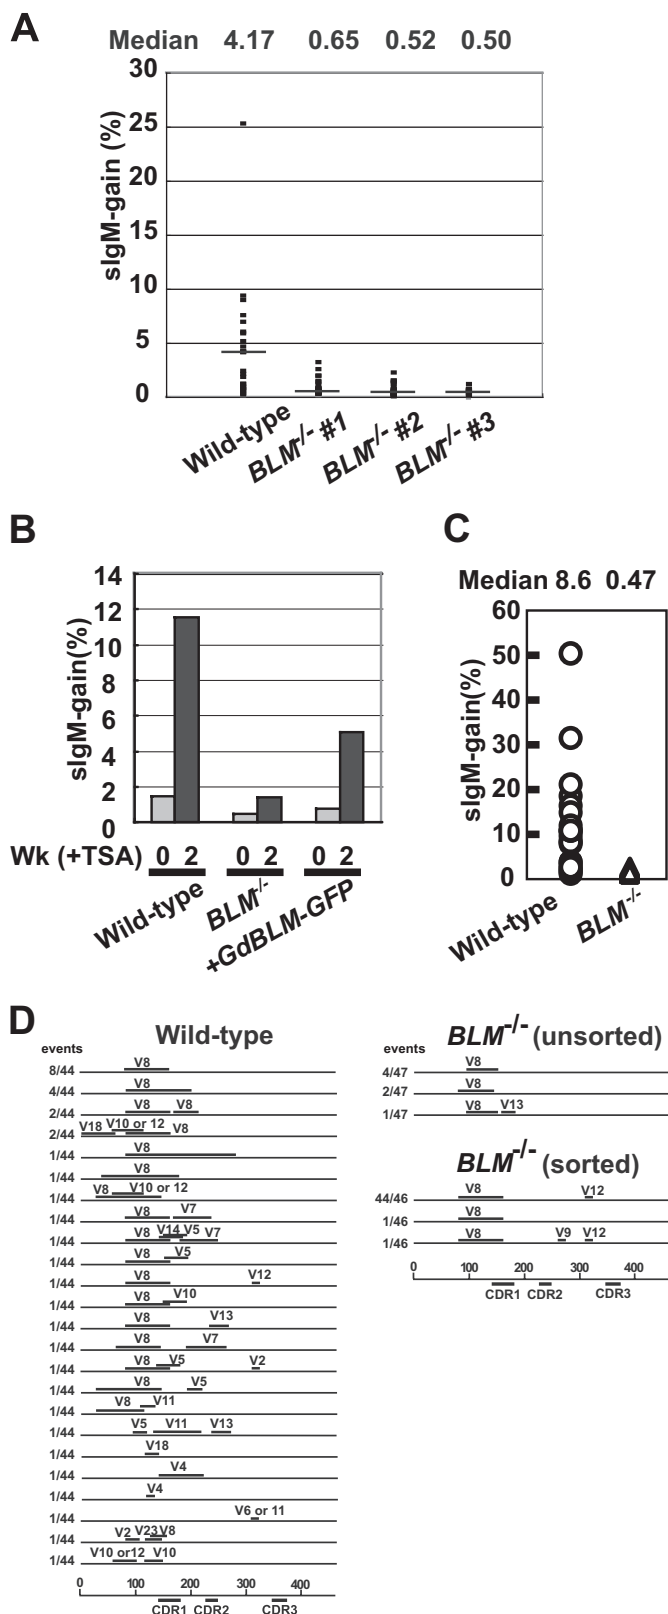 A
Median 4.17 0.65 0.52 0.50
sIgM-gain (%)
30
25
20
15
10
5
0
Wild-type
BLM-/- #1
BLM-/- #2
BLM-/- #3
B
sIgM-gain(%)
14
12
10
8
6
4
2
0
Wk (+TSA) 0 2 0 2 0 2
Wild-type
BLM-/-
+GdBLM-GFP
C
Median 8.6 0.47
sIgM-gain(%)
60
50
40
30
20
10
0
Wild-type
BLM-/-
D
Wild-type
events
8/44 V8
4/44 V8
2/44 V8 V8
2/44 V18 V10 or 12 V8
1/44 V8
1/44 V8
1/44 V8 V10 or 12
1/44 V8 V7
1/44 V8 V14 V5 V7
1/44 V8 V5
1/44 V8 V12
1/44 V8 V10
1/44 V8 V13
1/44 V8 V7
1/44 V8 V5 V2
1/44 V8 V5
1/44 V8 V11
1/44 V5 V11 V13
1/44 V18
1/44 V4
1/44 V4
1/44 V6 or 11
1/44 V2 V23 V8
1/44 V10 or12 V10
0 100 200 300 400
CDR1 CDR2 CDR3
BLM-/- (unsorted)
events
4/47 V8
2/47 V8
1/47 V8 V13
BLM-/- (sorted)
44/46 V8 V12
1/46 V8
1/46 V8 V9 V12
0 100 200 300 400
CDR1 CDR2 CDR3